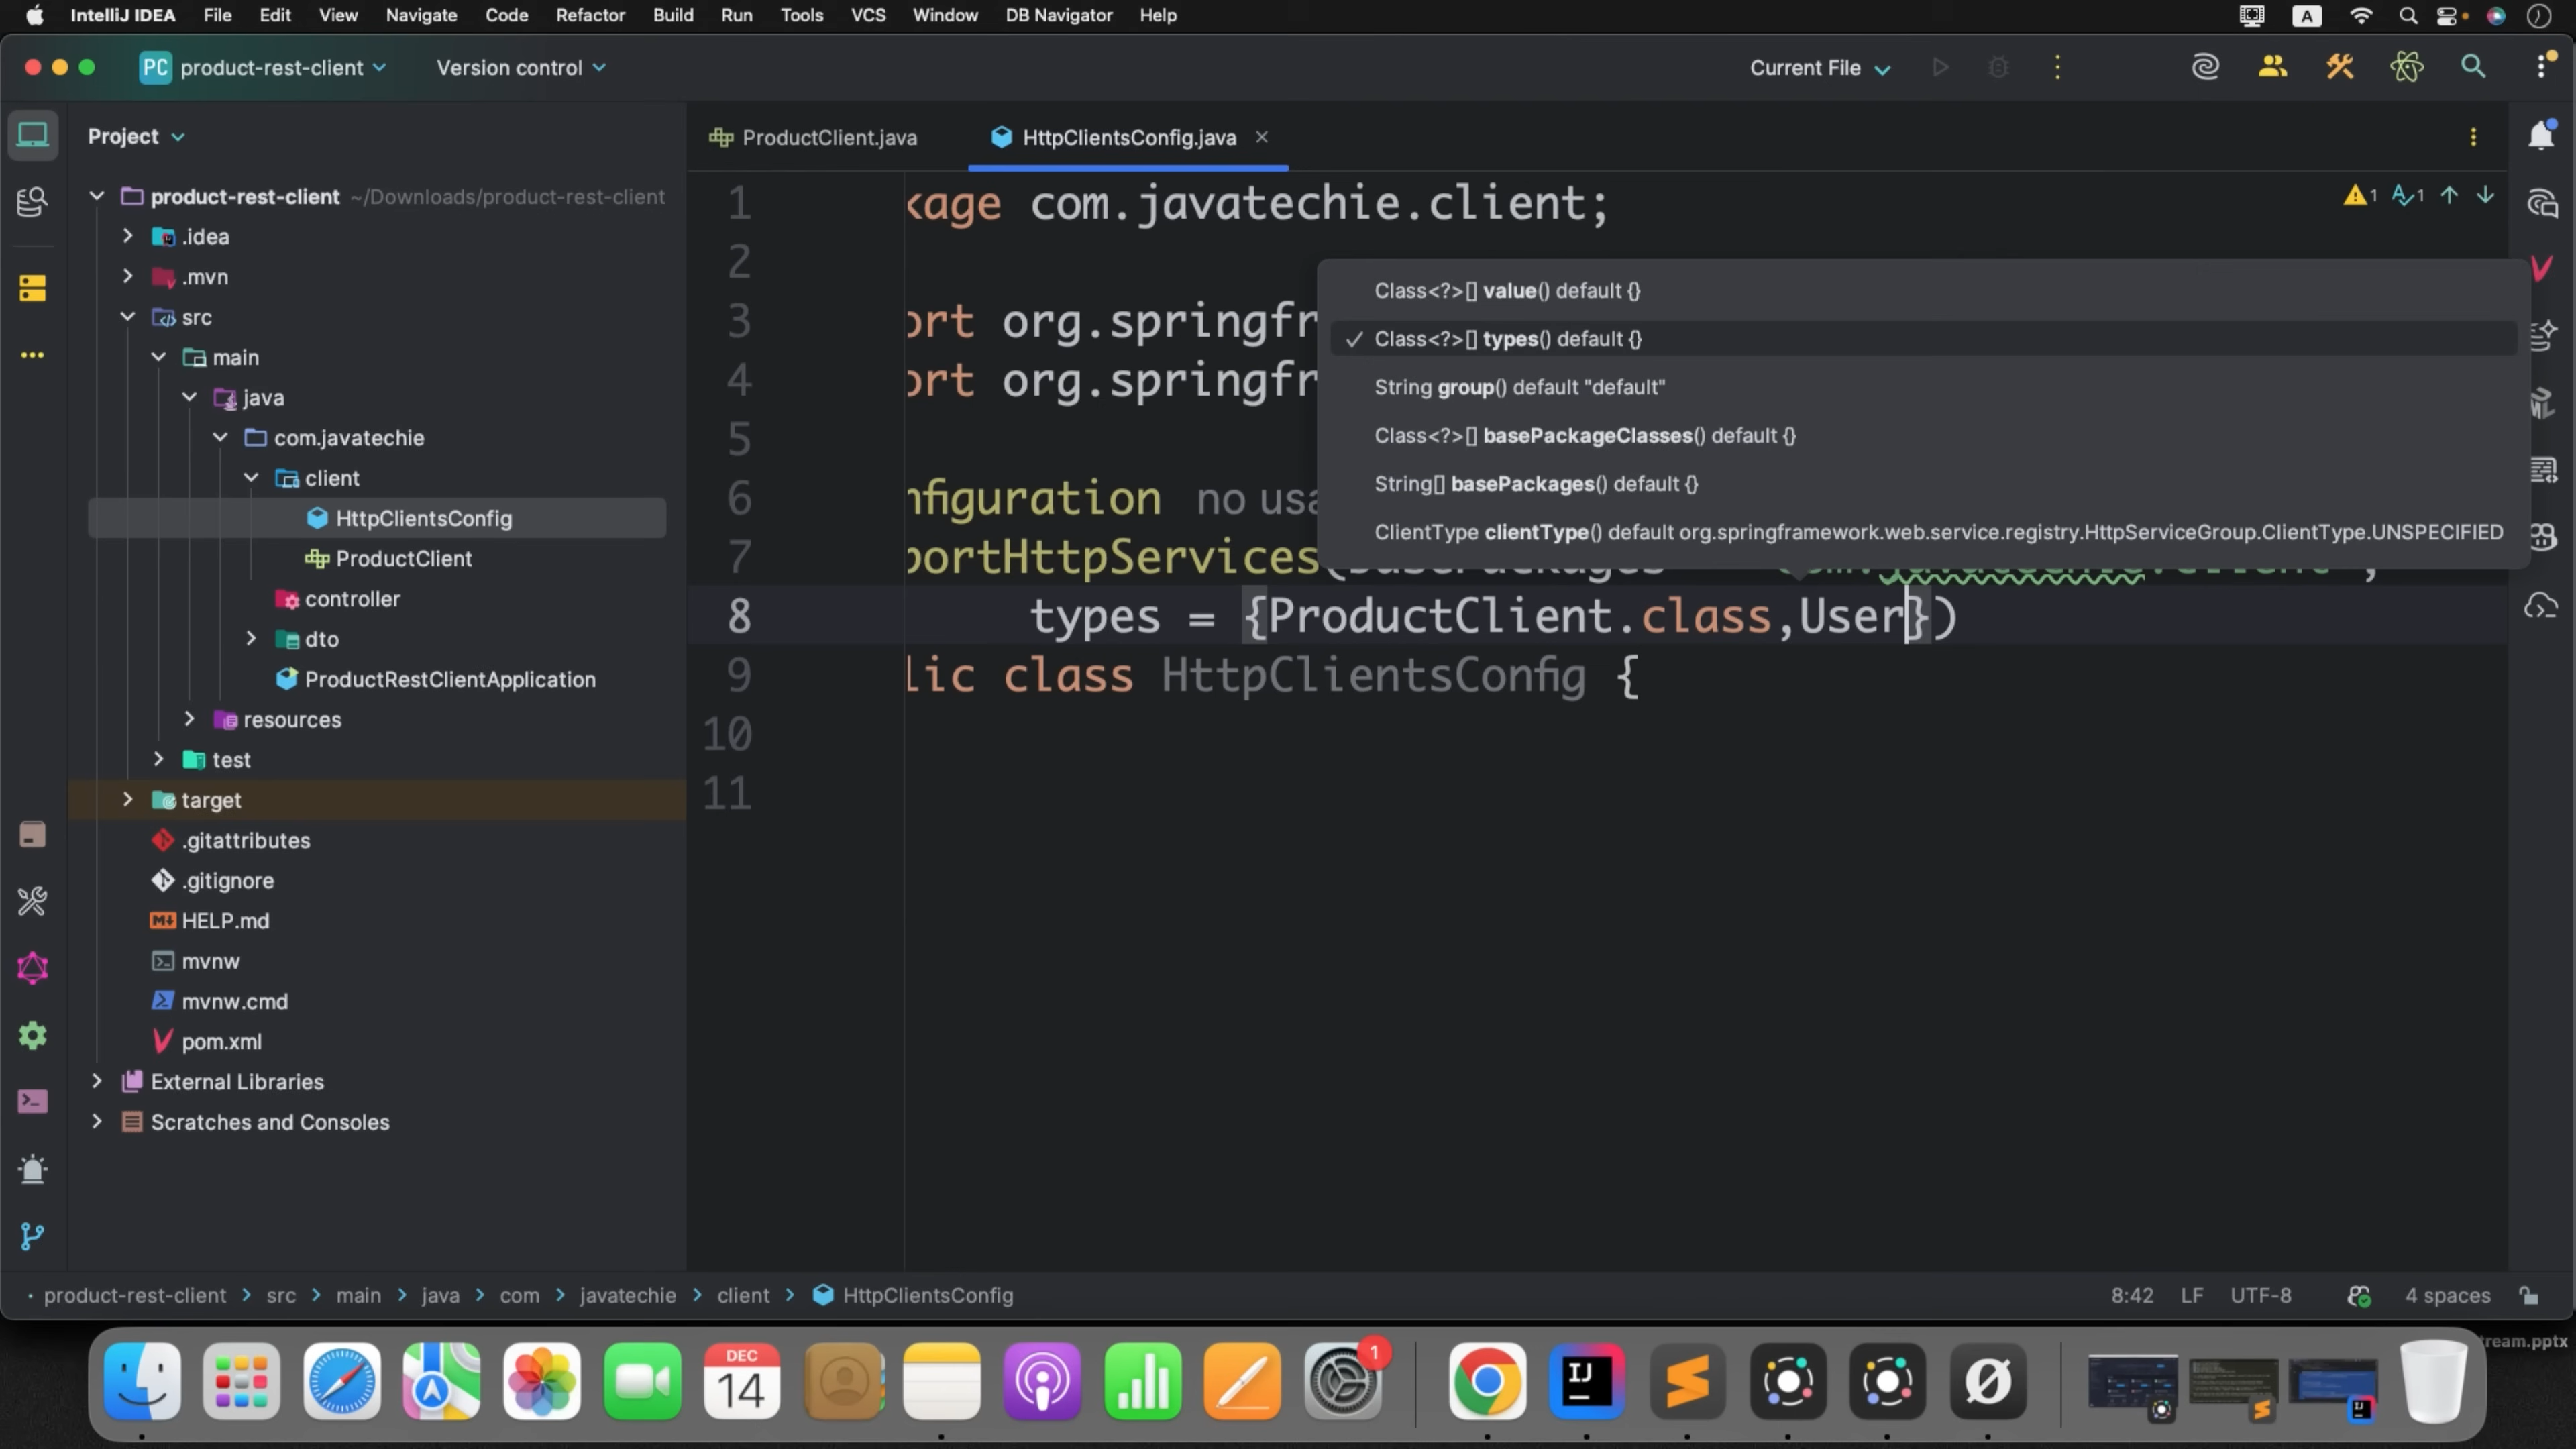 IntelliJ IDEA File Edit View Navigate Code Refactor Build Run Tools VCS Window DB Navigator Help A
PC product-rest-client Version control Current File
Project
ProductClient.java HttpClientsConfig.java
product-rest-client ~/Downloads/product-rest-client
.idea
.mvn
src
main
java
com.javatechie
client
HttpClientsConfig
ProductClient
controller
dto
ProductRestClientApplication
resources
test
target
.gitattributes
.gitignore
HELP.md
mvnw
mvnw.cmd
pom.xml
External Libraries
Scratches and Consoles
1 kage com.javatechie.client;
1 1
2
3 ort org.springfr
4 ort org.springfr
5
6 nfiguration no usa
7 portHttpServices
8 types = {ProductClient.class,User})
9 lic class HttpClientsConfig {
10
11
Class<?>[] value() default {}
Class<?>[] types() default {}
String group() default "default"
Class<?>[] basePackageClasses() default {}
String[] basePackages() default {}
ClientType clientType() default org.springframework.web.service.registry.HttpServiceGroup.ClientType.UNSPECIFIED
product-rest-client > src > main > java > com > javatechie > client > HttpClientsConfig
8:42 LF UTF-8 4 spaces
tream.pptx
DEC
14
1
IJ